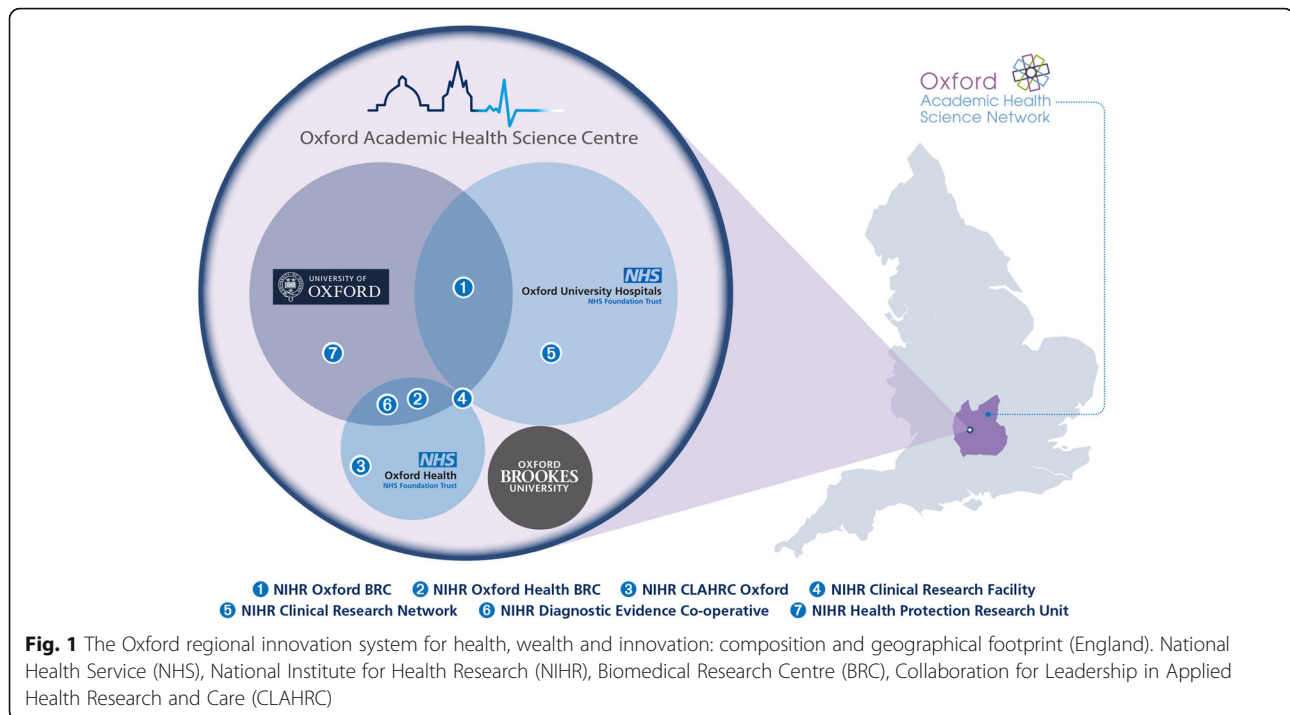 Oxford Academic Health Science Centre
Oxford
Academic Health
Science Network
UNIVERSITY OF
OXFORD
NHS
Oxford University Hospitals
NHS Foundation Trust
1
7
5
6
2
4
3
NHS
Oxford Health
NHS Foundation Trust
OXFORD
BROOKES
UNIVERSITY
1 NIHR Oxford BRC 2 NIHR Oxford Health BRC 3 NIHR CLAHRC Oxford 4 NIHR Clinical Research Facility
5 NIHR Clinical Research Network 6 NIHR Diagnostic Evidence Co-operative 7 NIHR Health Protection Research Unit
Fig. 1 The Oxford regional innovation system for health, wealth and innovation: composition and geographical footprint (England). National
Health Service (NHS), National Institute for Health Research (NIHR), Biomedical Research Centre (BRC), Collaboration for Leadership in Applied
Health Research and Care (CLAHRC)